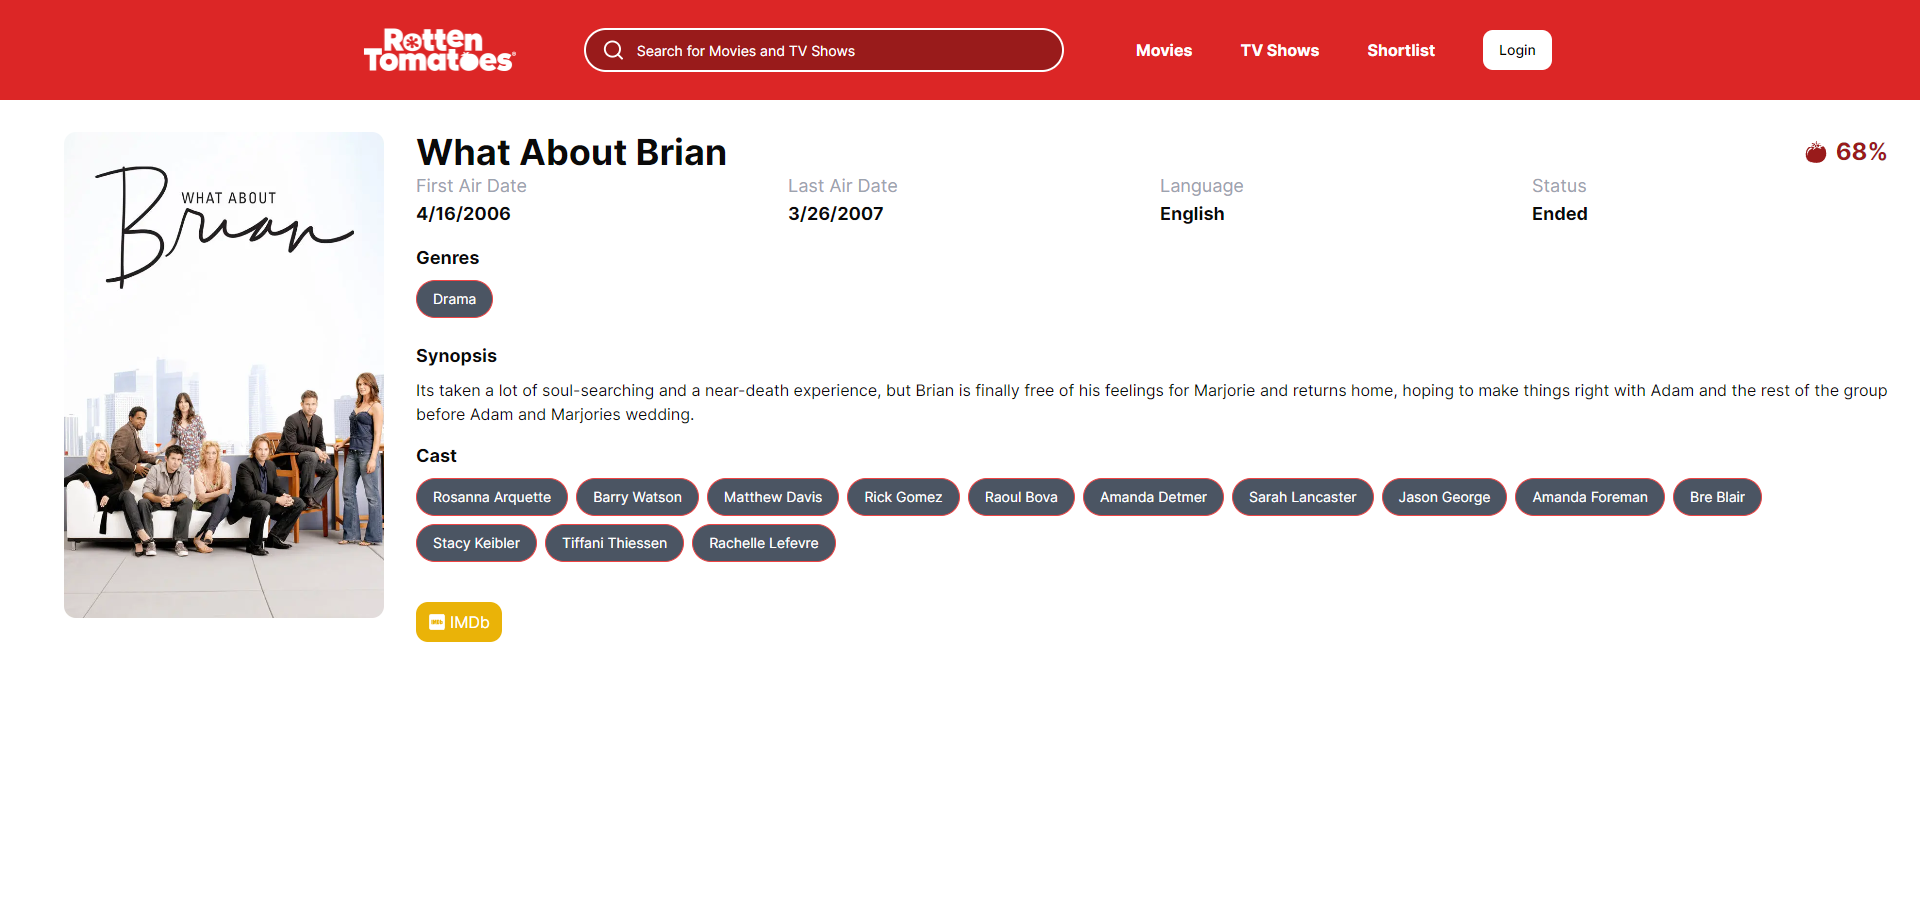 Rotten
Tomatoes
Search for Movies and TV Shows
Movies
TV Shows
Shortlist
Login
WHAT ABOUT
Brian
What About Brian
68%
First Air Date
4/16/2006
Last Air Date
3/26/2007
Language
English
Status
Ended
Genres
Drama
Synopsis
Its taken a lot of soul-searching and a near-death experience, but Brian is finally free of his feelings for Marjorie and returns home, hoping to make things right with Adam and the rest of the group
before Adam and Marjories wedding.
Cast
Rosanna Arquette
Barry Watson
Matthew Davis
Rick Gomez
Raoul Bova
Amanda Detmer
Sarah Lancaster
Jason George
Amanda Foreman
Bre Blair
Stacy Keibler
Tiffani Thiessen
Rachelle Lefevre
IMDb